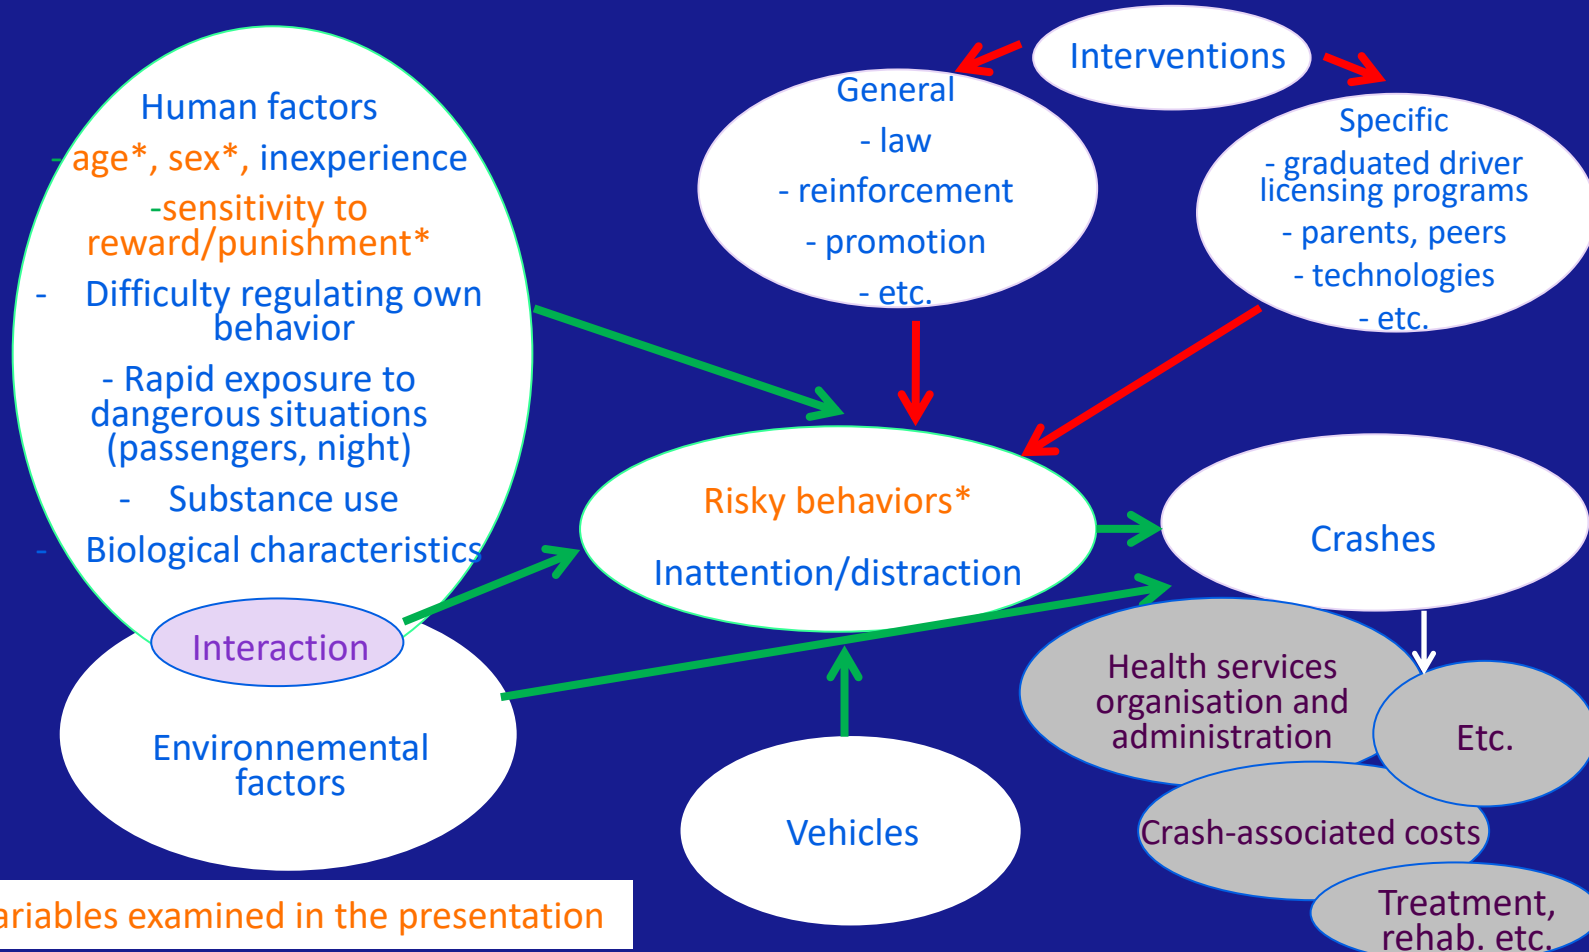 Human factors
- age*, sex*, inexperience
-sensitivity to
reward/punishment*
- Difficulty regulating own
behavior
- Rapid exposure to
dangerous situations
(passengers, night)
- Substance use
- Biological characteristics
Interaction
Environnemental
factors
Interventions
General
- law
- reinforcement
- promotion
- etc.
Specific
- graduated driver
licensing programs
- parents, peers
- technologies
- etc.
Risky behaviors*
Inattention/distraction
Crashes
Vehicles
Health services
organisation and
administration
Etc.
Crash-associated costs
Treatment,
rehab. etc.
ariables examined in the presentation